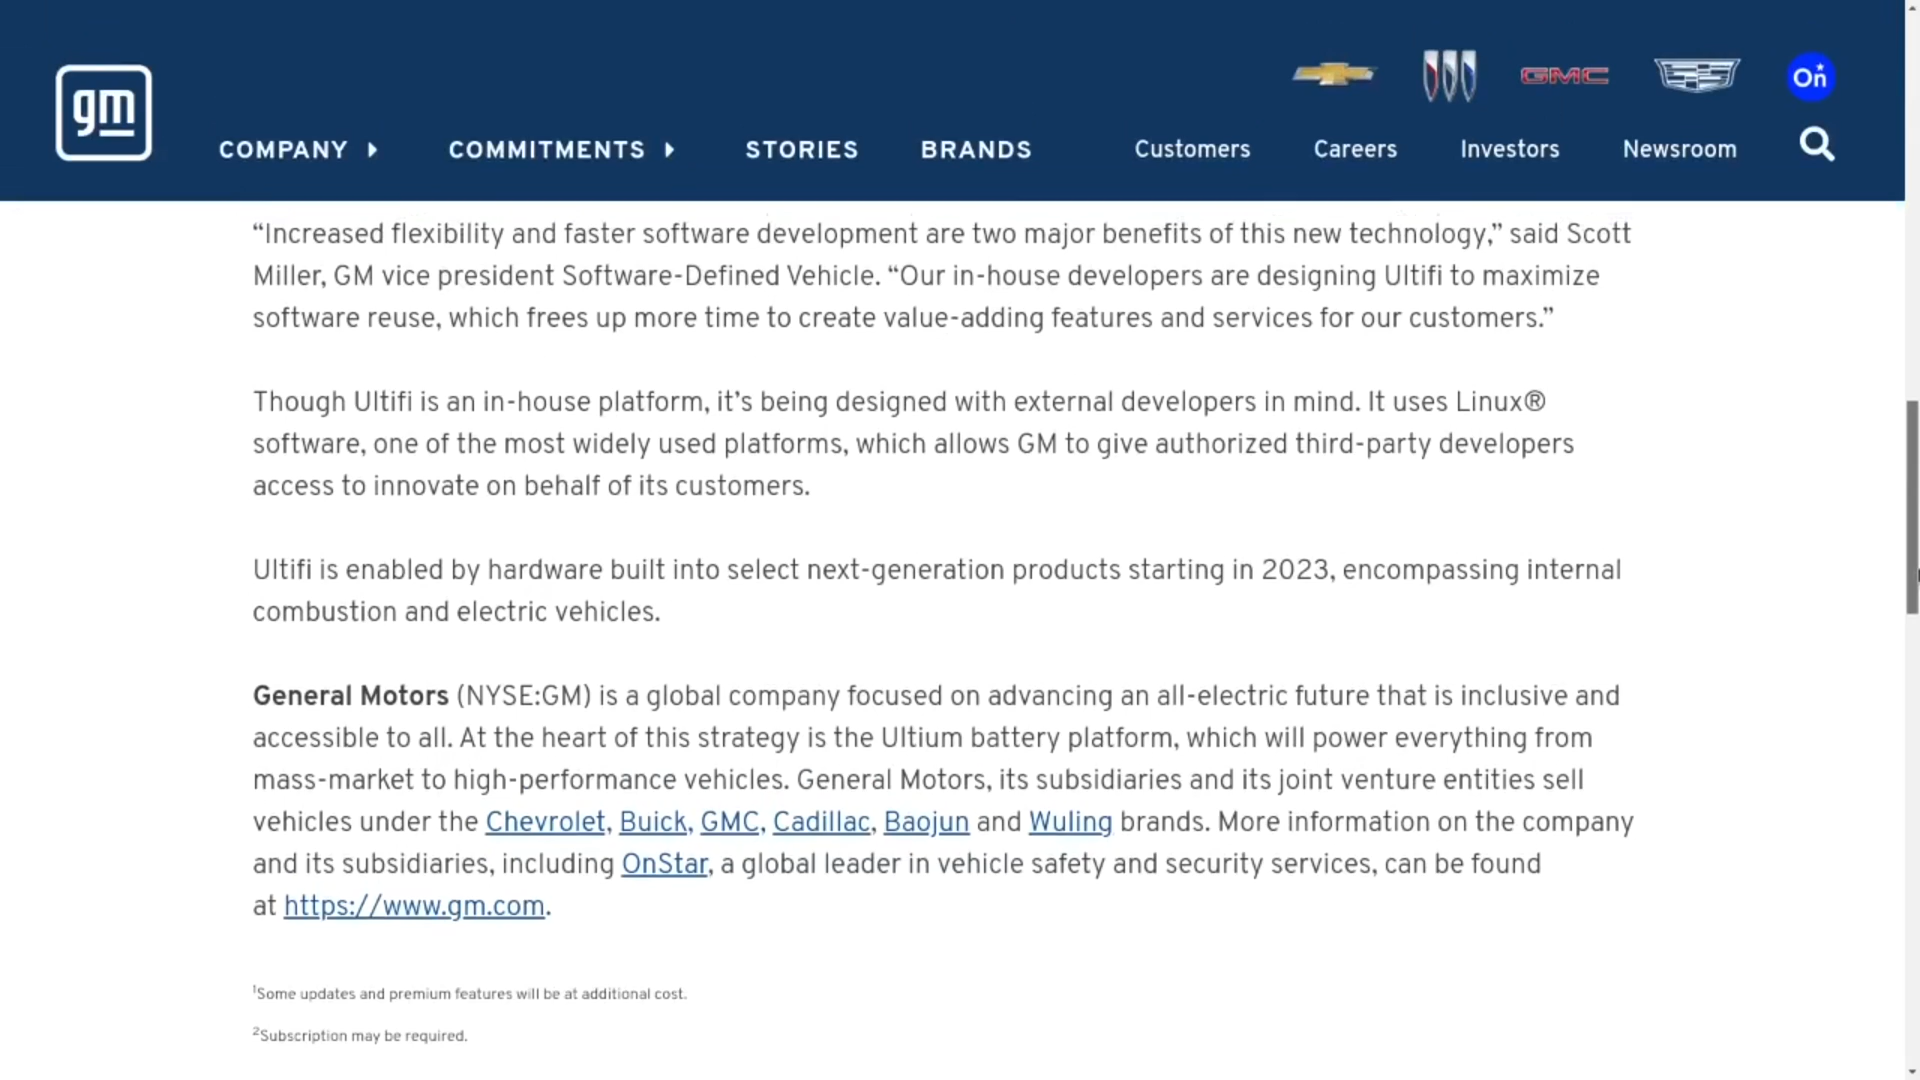 GMC
On
gm
COMPANY
COMMITMENTS
STORIES
BRANDS
Customers
Careers
Investors
Newsroom
“Increased flexibility and faster software development are two major benefits of this new technology,” said Scott
Miller, GM vice president Software-Defined Vehicle. “Our in-house developers are designing Ultifi to maximize
software reuse, which frees up more time to create value-adding features and services for our customers.”
Though Ultifi is an in-house platform, it’s being designed with external developers in mind. It uses Linux®
software, one of the most widely used platforms, which allows GM to give authorized third-party developers
access to innovate on behalf of its customers.
Ultifi is enabled by hardware built into select next-generation products starting in 2023, encompassing internal
combustion and electric vehicles.
General Motors (NYSE:GM) is a global company focused on advancing an all-electric future that is inclusive and
accessible to all. At the heart of this strategy is the Ultium battery platform, which will power everything from
mass-market to high-performance vehicles. General Motors, its subsidiaries and its joint venture entities sell
vehicles under the Chevrolet, Buick, GMC, Cadillac, Baojun and Wuling brands. More information on the company
and its subsidiaries, including OnStar, a global leader in vehicle safety and security services, can be found
at https://www.gm.com.
¹Some updates and premium features will be at additional cost.
²Subscription may be required.